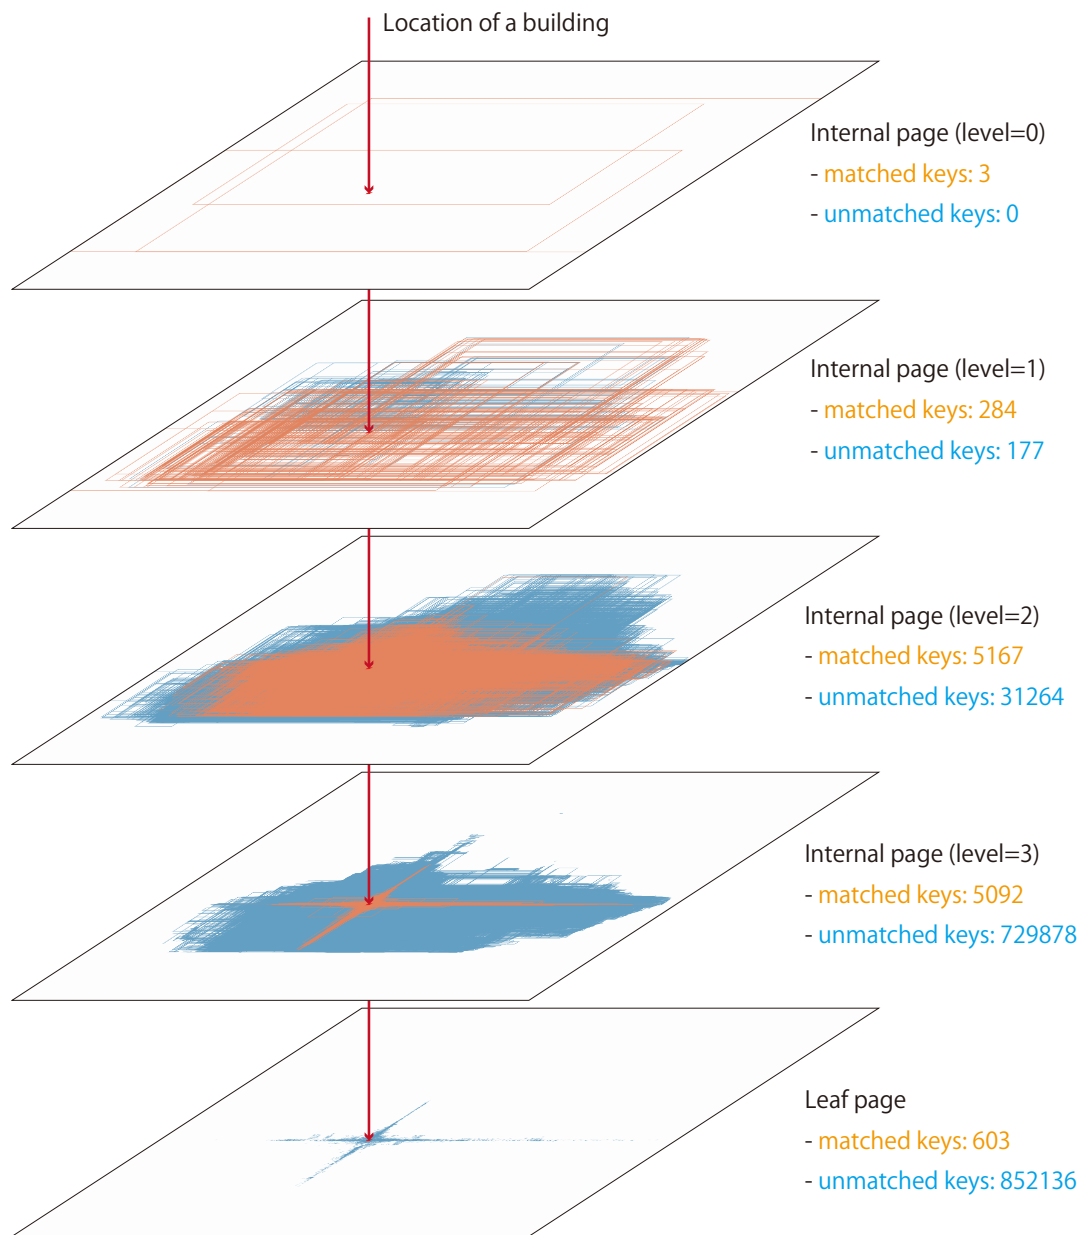 Location of a building
Internal page (level=0)
- matched keys: 3
- unmatched keys: 0
Internal page (level=1)
- matched keys: 284
- unmatched keys: 177
Internal page (level=2)
- matched keys: 5167
- unmatched keys: 31264
Internal page (level=3)
- matched keys: 5092
- unmatched keys: 729878
Leaf page
- matched keys: 603
- unmatched keys: 852136